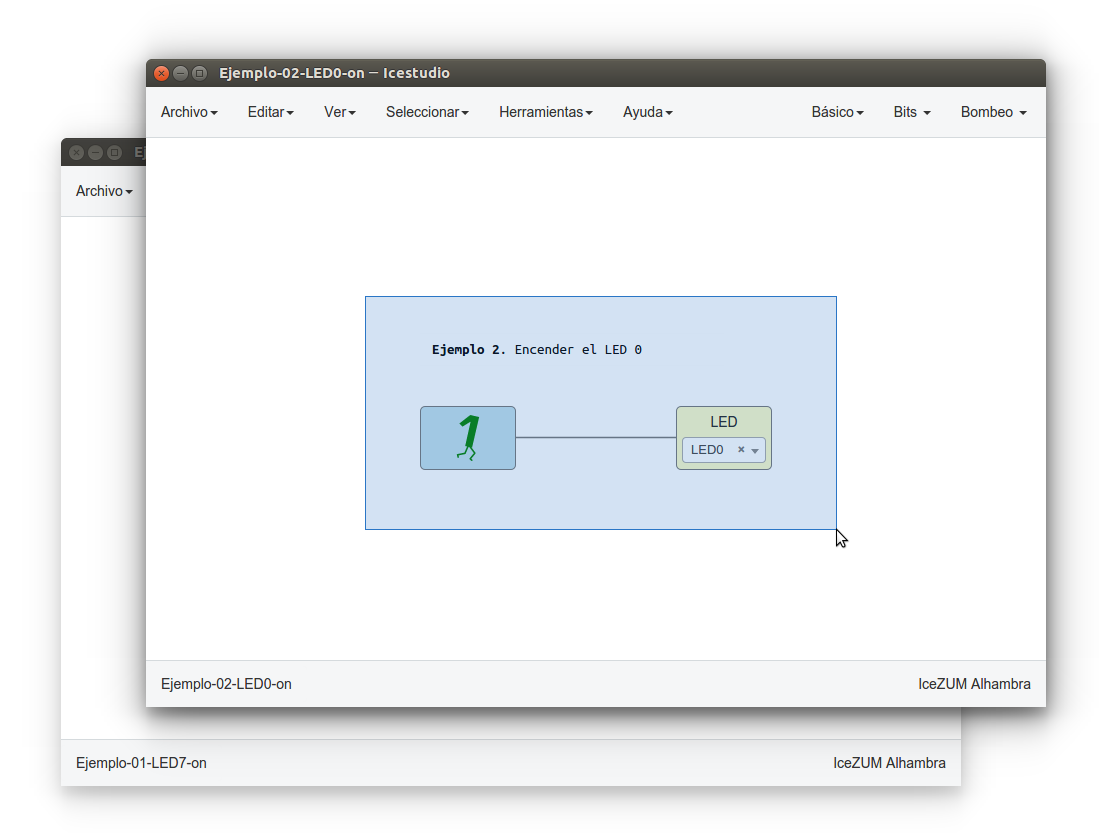 Ejemplo-02-LED0-on – Icestudio
Archivo Editar Ver Seleccionar Herramientas Ayuda Básico Bits Bombeo
Ej
Archivo
Ejemplo 2. Encender el LED 0
1
LED
LED0 ×
Ejemplo-02-LED0-on IceZUM Alhambra
Ejemplo-01-LED7-on IceZUM Alhambra